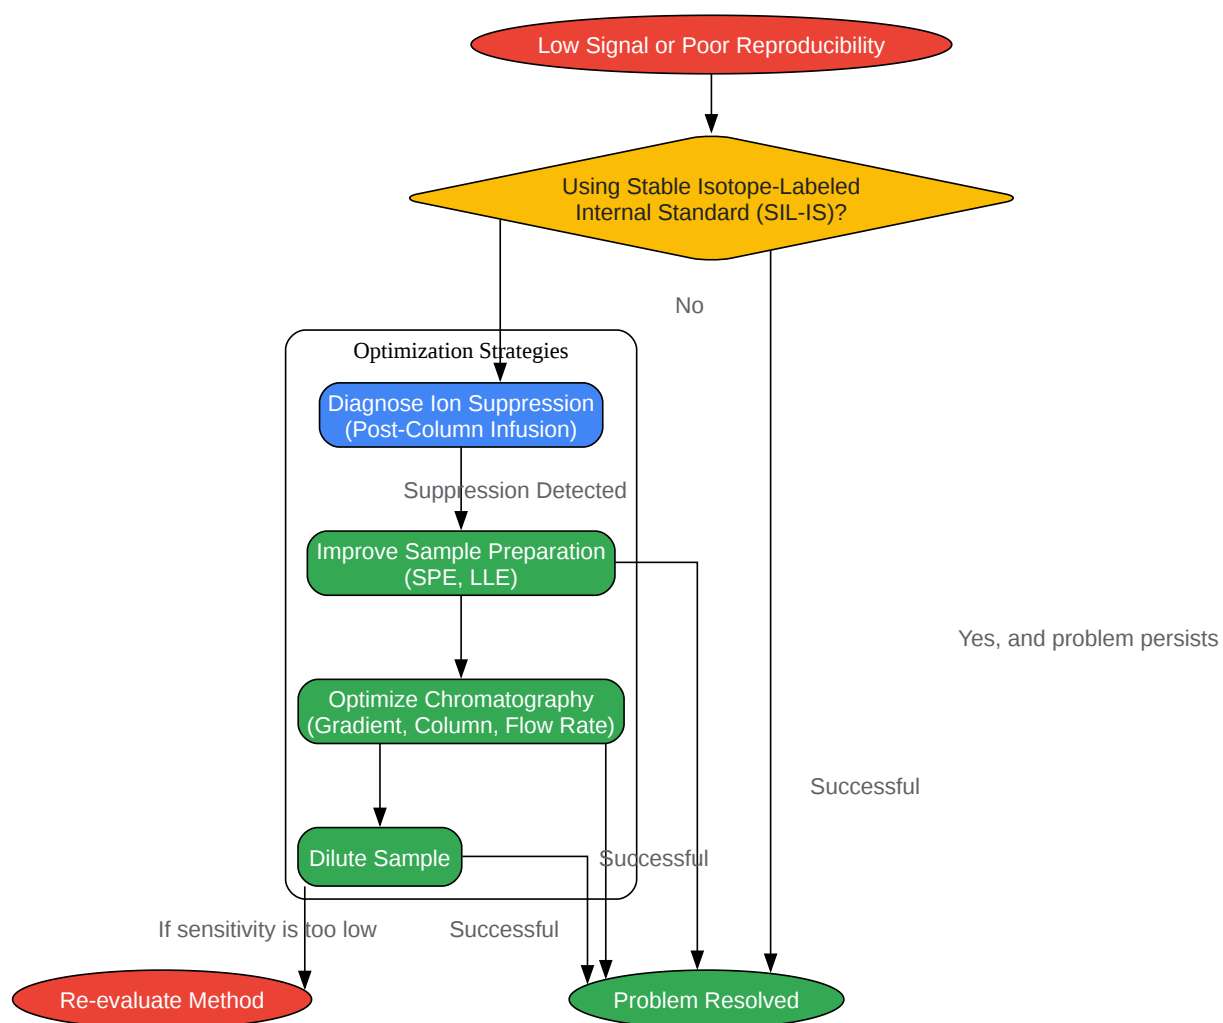 Low Signal or Poor Reproducibility
Using Stable Isotope-Labeled
Internal Standard (SIL-IS)?
No
Optimization Strategies
Diagnose Ion Suppression
(Post-Column Infusion)
Suppression Detected
Improve Sample Preparation
(SPE, LLE)
Yes, and problem persists
Optimize Chromatography
(Gradient, Column, Flow Rate)
Successful
Dilute Sample
Successful
If sensitivity is too low
Successful
Re-evaluate Method
Problem Resolved